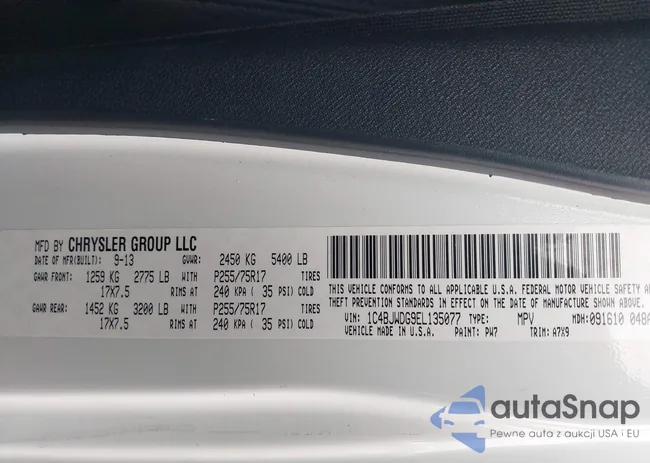 MFD BY CHRYSLER GROUP LLC
DATE OF MFR(BUILT): 9-13 GVWR: 2450 KG 5400 LB
GAWR FRONT: 1259 KG 2775 LB WITH P255/75R17 TIRES
17X7.5 RIMS AT 240 KPA ( 35 PSI) COLD
GAWR REAR: 1452 KG 3200 LB WITH P255/75R17 TIRES
17X7.5 RIMS AT 240 KPA ( 35 PSI) COLD
THIS VEHICLE CONFORMS TO ALL APPLICABLE U.S. FEDERAL MOTOR VEHICLE SAFETY A
THEFT PREVENTION STANDARDS IN EFFECT ON THE DATE OF MANUFACTURE SHOWN ABOVE
VIN: 1C4BJWDG9EL135077 TYPE: MPV MDH: 091610 048A
VEHICLE MADE IN U.S.A. PAINT: PW7 TRIM: A7X9
autoSnap
Pewne auta z aukcji USA i EU